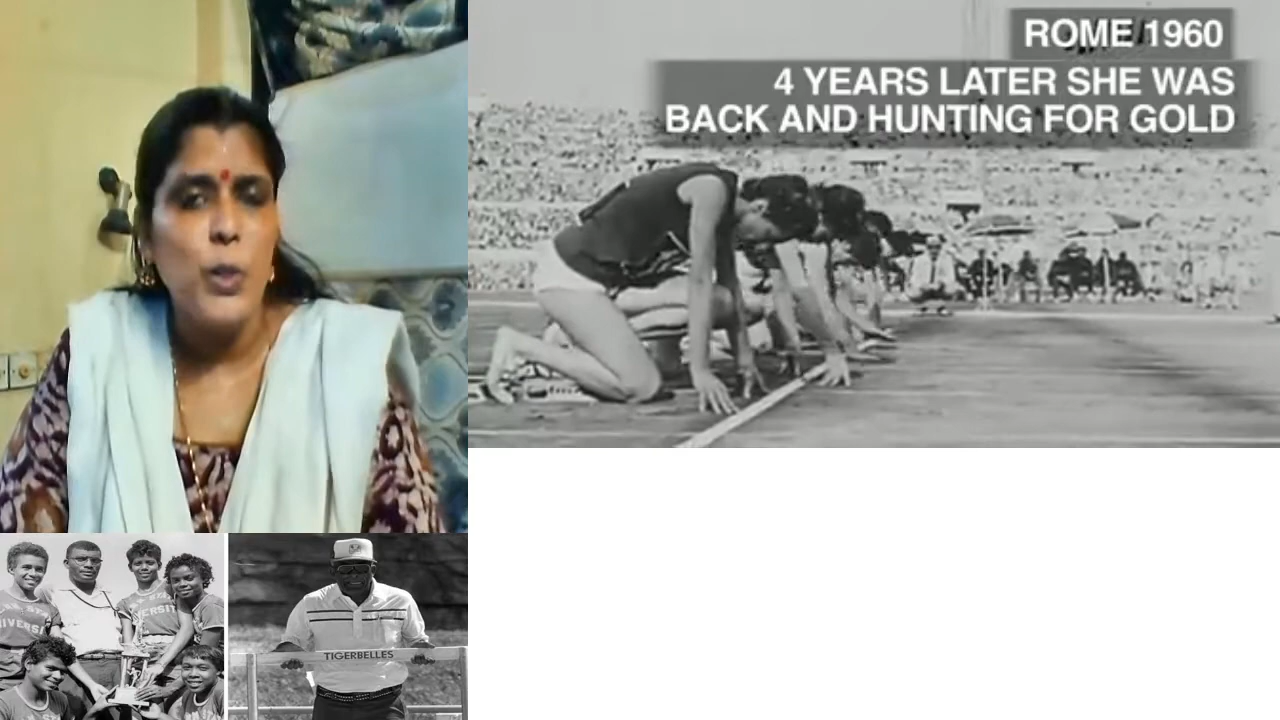 ROME 1960
4 YEARS LATER SHE WAS
BACK AND HUNTING FOR GOLD
TIGERBELLES